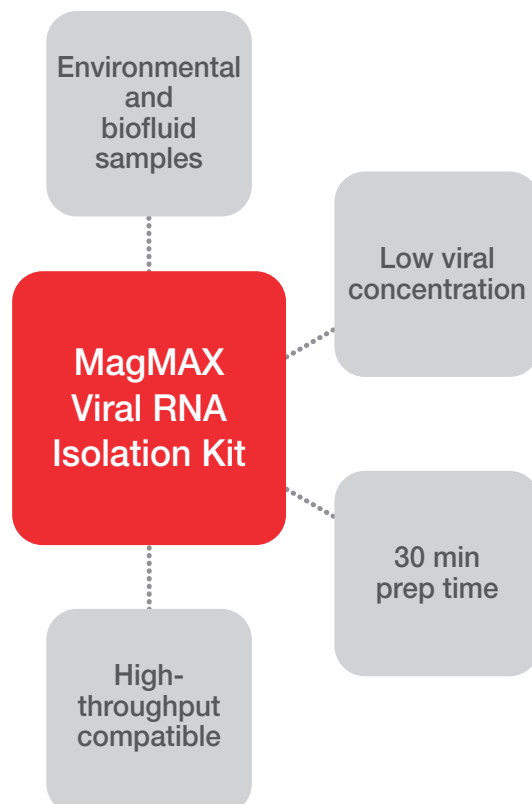 Environmental
and
biofluid
samples
Low viral
concentration
MagMAX
Viral RNA
Isolation Kit
30 min
prep time
High-
throughput
compatible